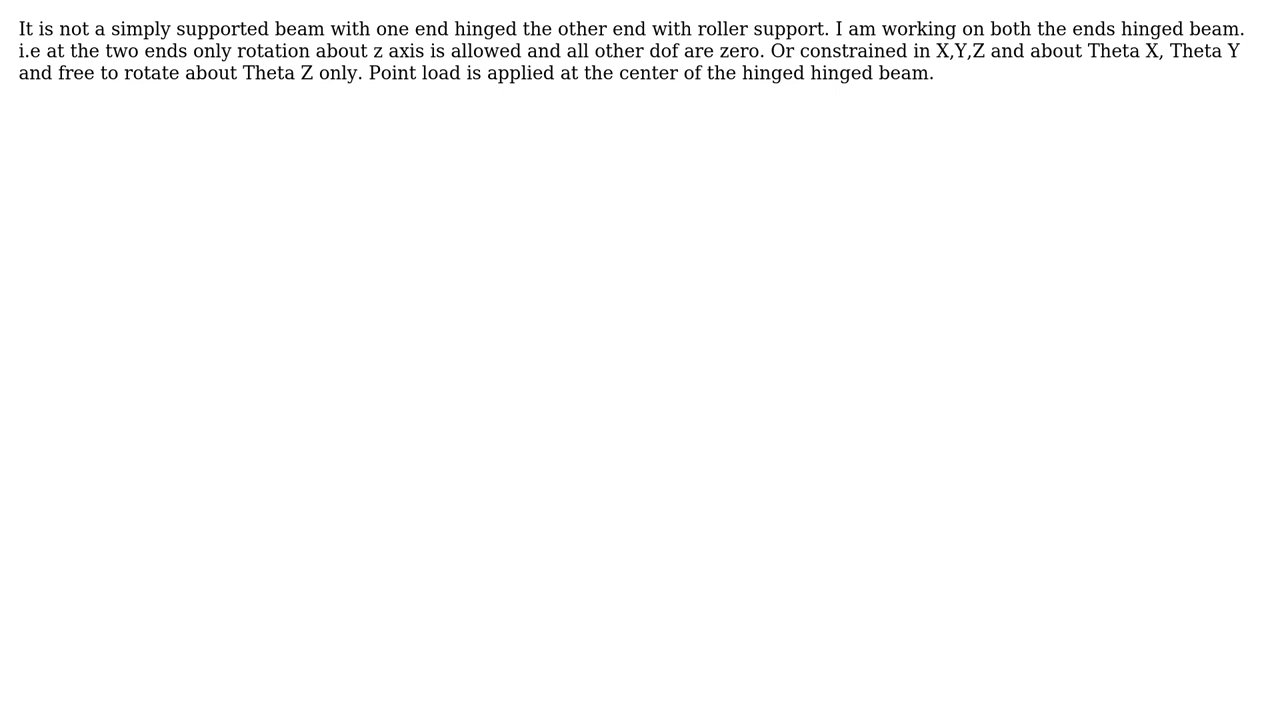 It is not a simply supported beam with one end hinged the other end with roller support. I am working on both the ends hinged beam.
i.e at the two ends only rotation about z axis is allowed and all other dof are zero. Or constrained in X,Y,Z and about Theta X, Theta Y
and free to rotate about Theta Z only. Point load is applied at the center of the hinged hinged beam.